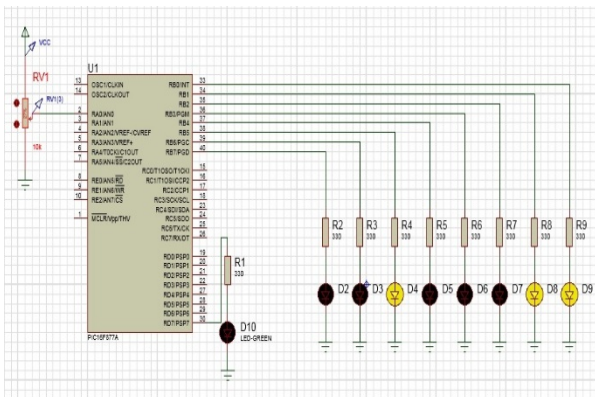 VCC
RV1
RV1(3)
10k
U1
13 OSC1/CLKIN
14 OSC2/CLKOUT
2 RA0/AN0
3 RA1/AN1
4 RA2/AN2/VREF-/CVREF
5 RA3/AN3/VREF+
6 RA4/T0CKI/C1OUT
7 RA5/AN4/SS/C2OUT
8 RE0/AN5/RD
9 RE1/AN6/WR
10 RE2/AN7/CS
1 MCLR/Vpp/THV
RB0/INT 33
RB1 34
RB2 35
RB3/PGM 36
RB4 37
RB5 38
RB6/PGC 39
RB7/PGD 40
RC0/T1OSO/T1CKI 15
RC1/T1OSI/CCP2 16
RC2/CCP1 17
RC3/SCK/SCL 18
RC4/SDI/SDA 23
RC5/SDO 24
RC6/TX/CK 25
RC7/RX/DT 26
RD0/PSP0 19
RD1/PSP1 20
RD2/PSP2 21
RD3/PSP3 22
RD4/PSP4 27
RD5/PSP5 28
RD6/PSP6 29
RD7/PSP7 30
PIC16F877A
R1
330
D10
LED-GREEN
R2 R3 R4 R5 R6 R7 R8 R9
330 330 330 330 330 330 330 330
D2 D3 D4 D5 D6 D7 D8 D9